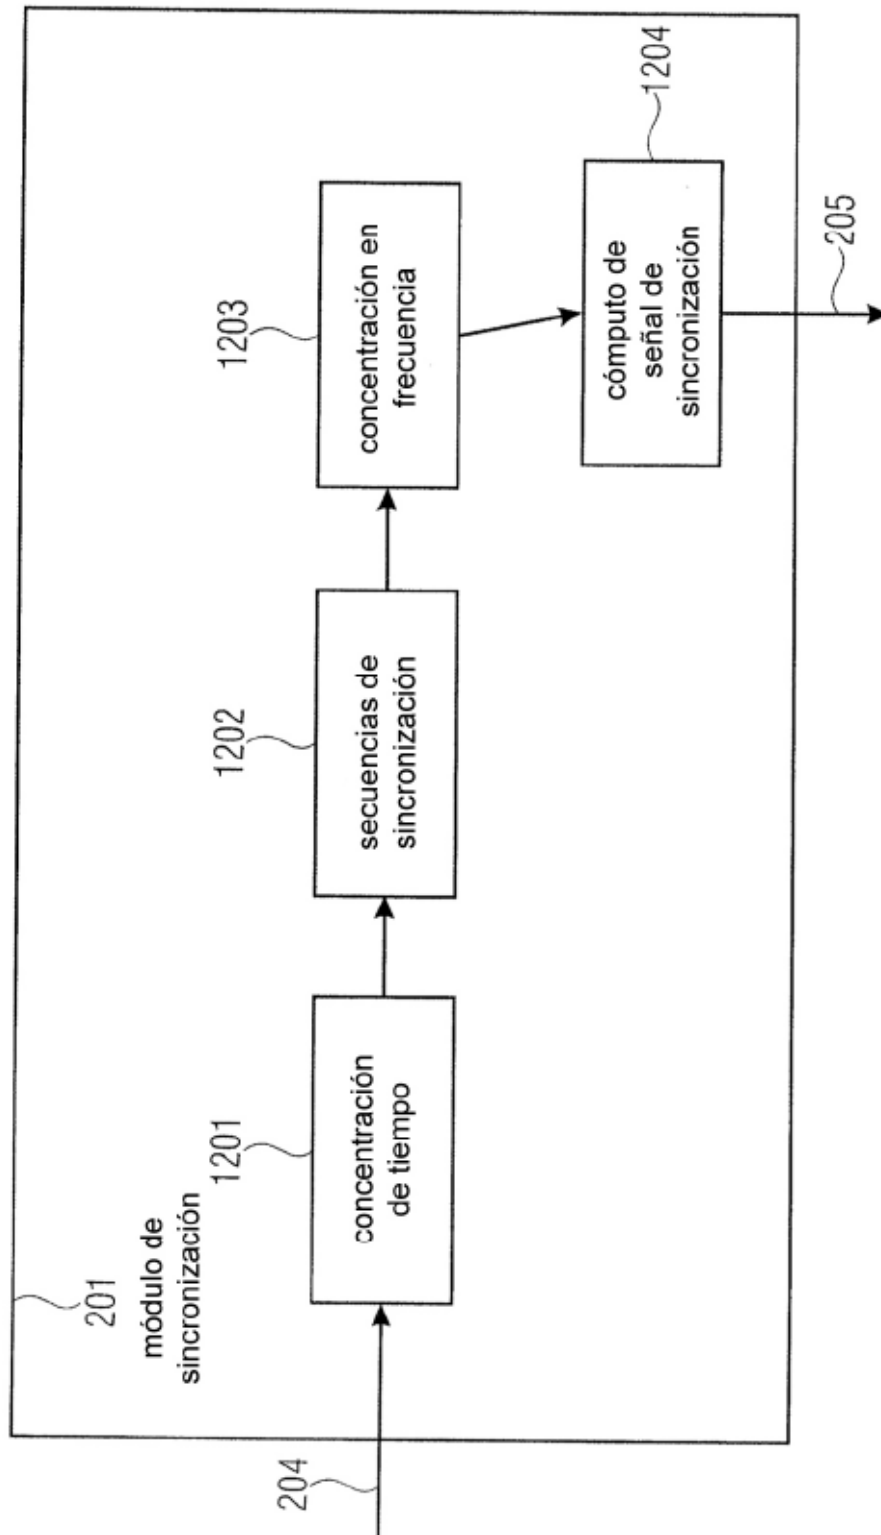 201
módulo de
sincronización
204
1201
concentración
de tiempo
1202
secuencias de
sincronización
1203
concentración en
frecuencia
1204
cómputo de
señal de
sincronización
205